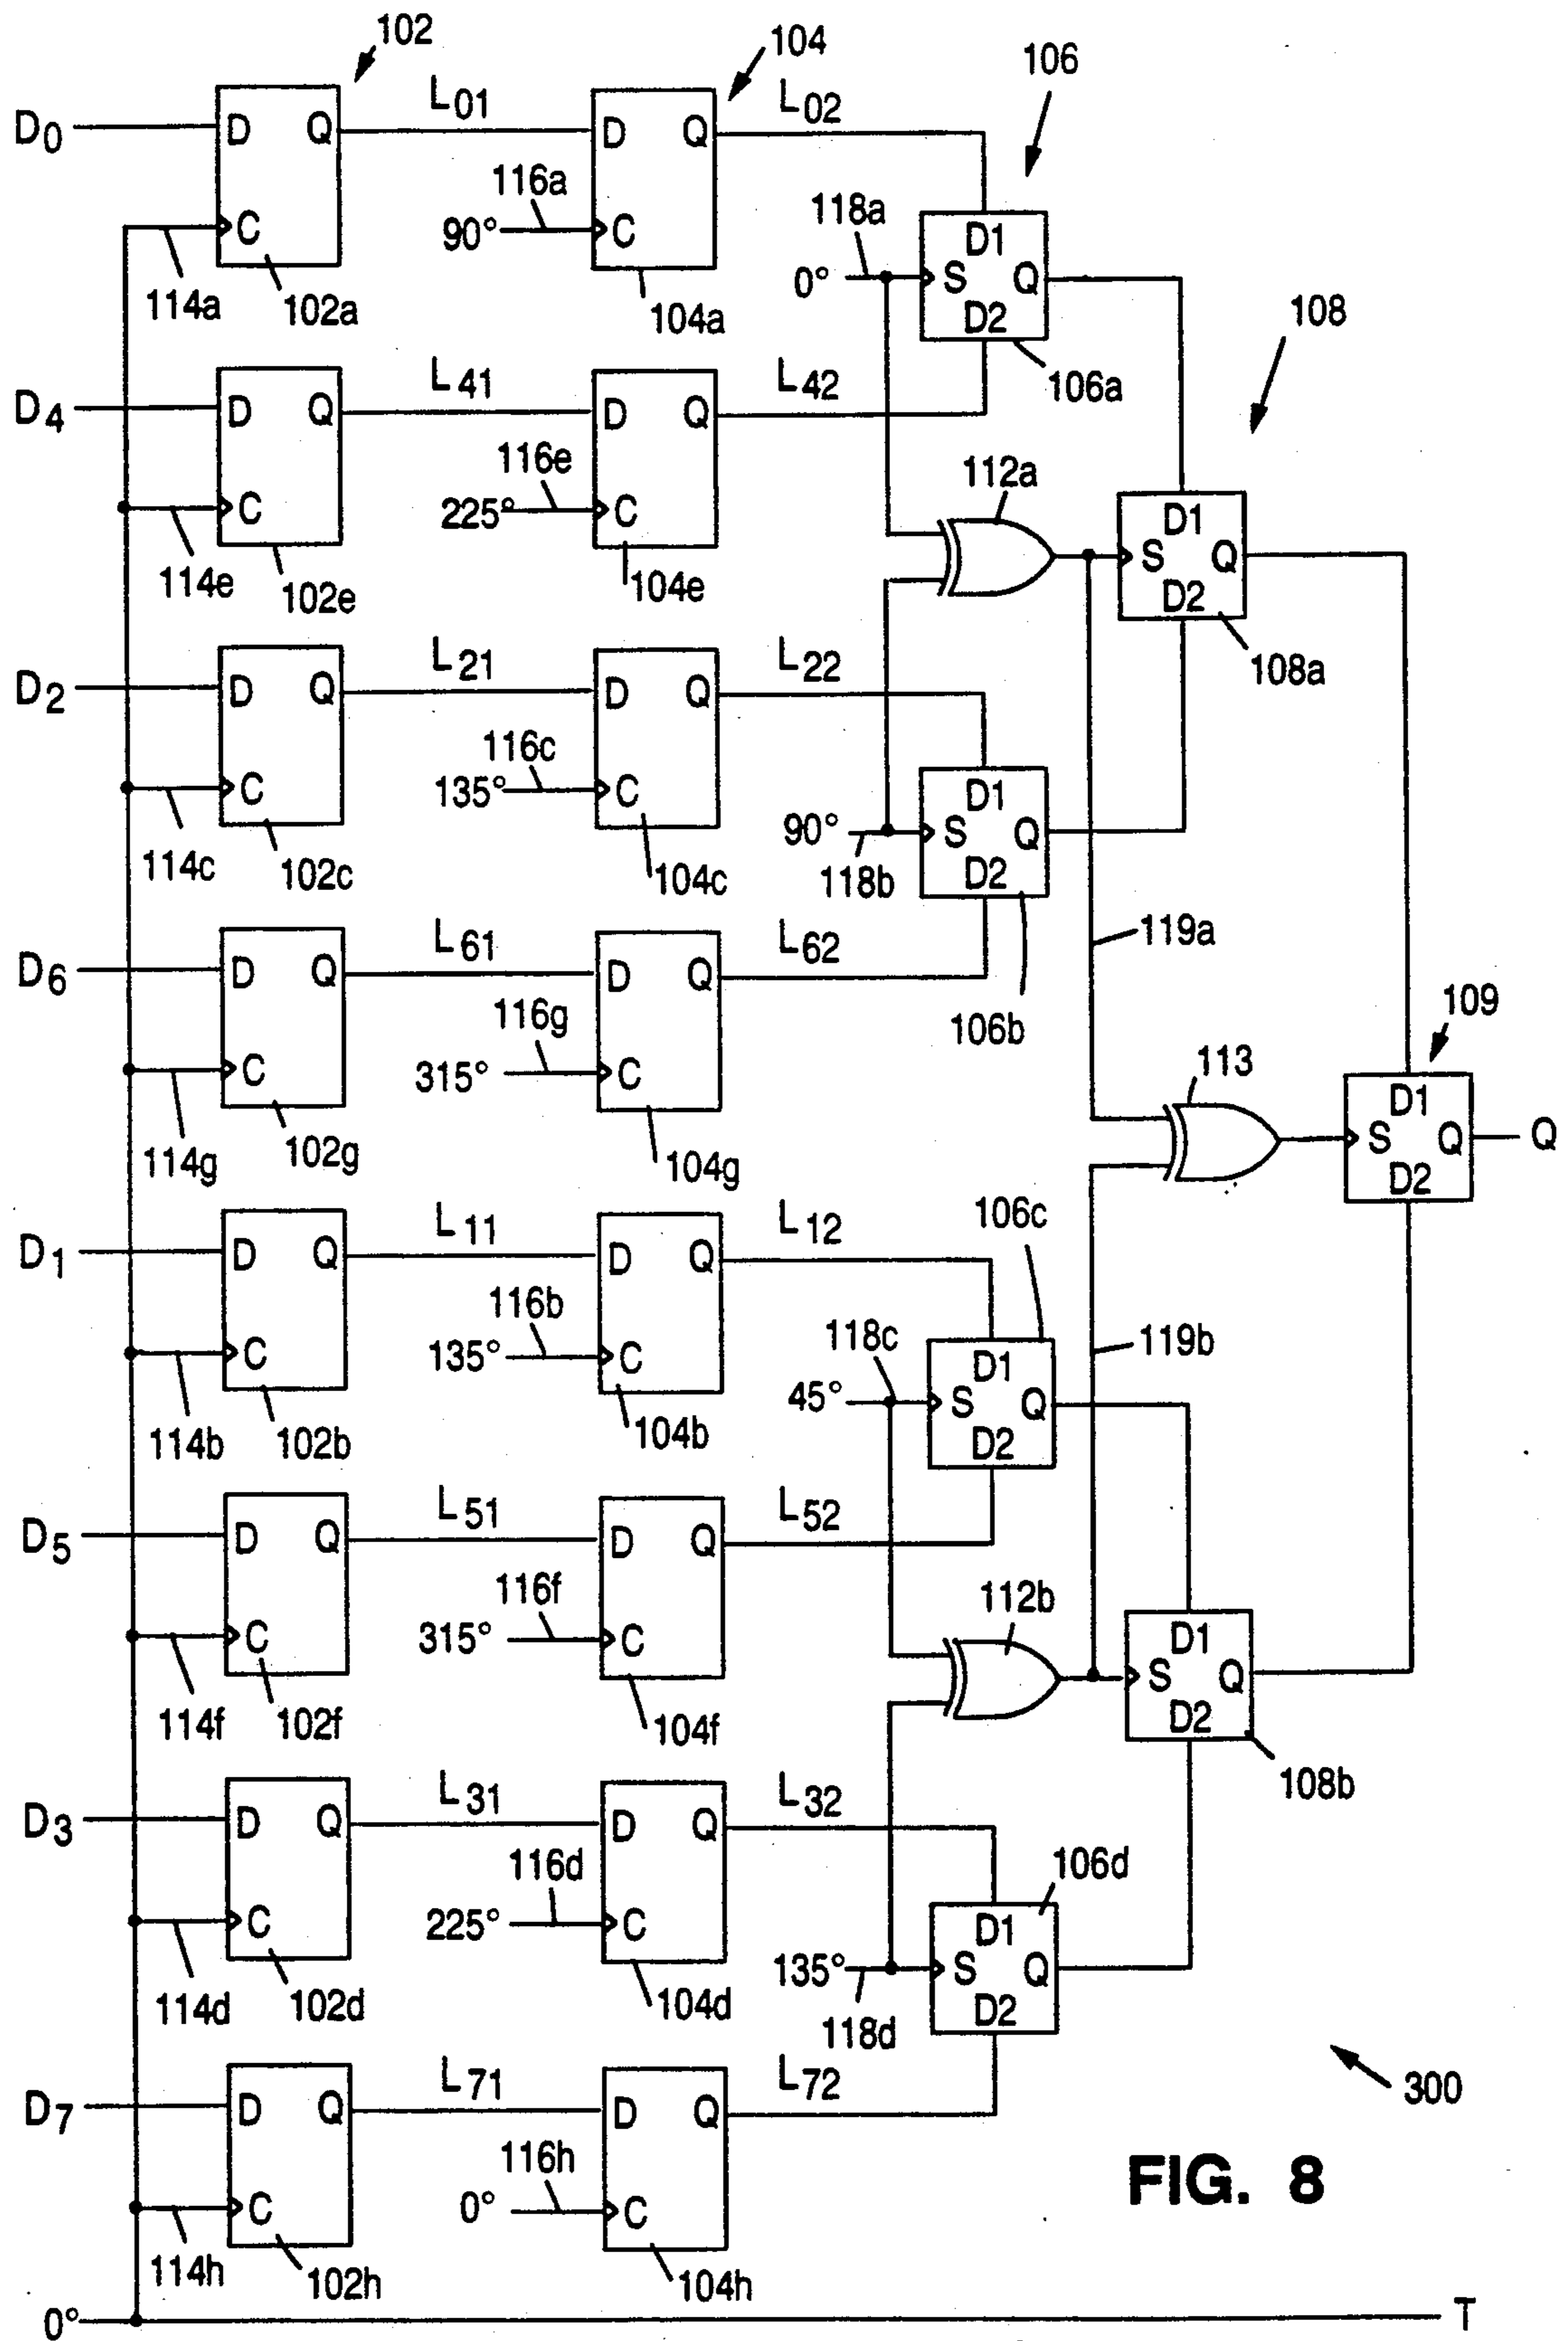 102
104
106
D0 D Q L01 D Q L02
116a
118a
C 90° C
D1
0° S Q
D2
114a 102a 104a
106a
108
D4 D Q L41 D Q L42
116e
112a
C 225° C
D1
S Q
D2
114e 102e 104e
108a
D2 D Q L21 D Q L22
116c
C 135° C
D1
90° S Q
D2
114c 102c 104c 118b
119a
D6 D Q L61 D Q L62
116g 106b
109
C 315° C
113
D1
S Q Q
D2
114g 102g 104g
106c
D1 D Q L11 D Q L12
116b
118c 119b
C 135° C
D1
45° S Q
D2
114b 102b 104b
D5 D Q L51 D Q L52
116f
112b
C 315° C
D1
S Q
D2
114f 102f 104f
108b
D3 D Q L31 D Q L32
116d
106d
C 225° C
D1
135° S Q
D2
114d 102d 104d 118d
300
D7 D Q L71 D Q L72
116h
C 0° C
FIG. 8
114h 102h 104h
0° T